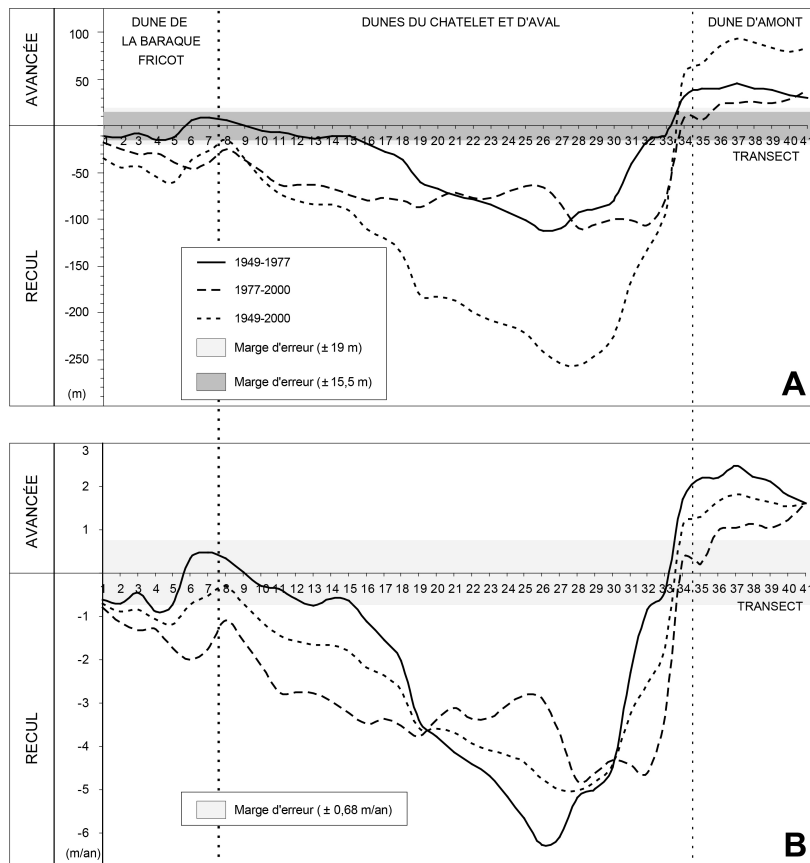 DUNE DE
LA BARAQUE
FRICOT
DUNES DU CHATELET ET D'AVAL
DUNE D'AMONT
AVANCÉE
RECUL
100
50
-50
-100
-150
-200
-250
(m)
1 2 3 4 5 6 7 8 9 10 11 12 13 14 15 16 17 18 19 20 21 22 23 24 25 26 27 28 29 30 31 32 33 34 35 36 37 38 39 40 41
TRANSECT
1949-1977
1977-2000
1949-2000
Marge d'erreur (± 19 m)
Marge d'erreur (± 15,5 m)
A
AVANCÉE
RECUL
3
2
1
-1
-2
-3
-4
-5
-6
(m/an)
1 2 3 4 5 6 7 8 9 10 11 12 13 14 15 16 17 18 19 20 21 22 23 24 25 26 27 28 29 30 31 32 33 34 35 36 37 38 39 40 41
TRANSECT
Marge d'erreur (± 0,68 m/an)
B